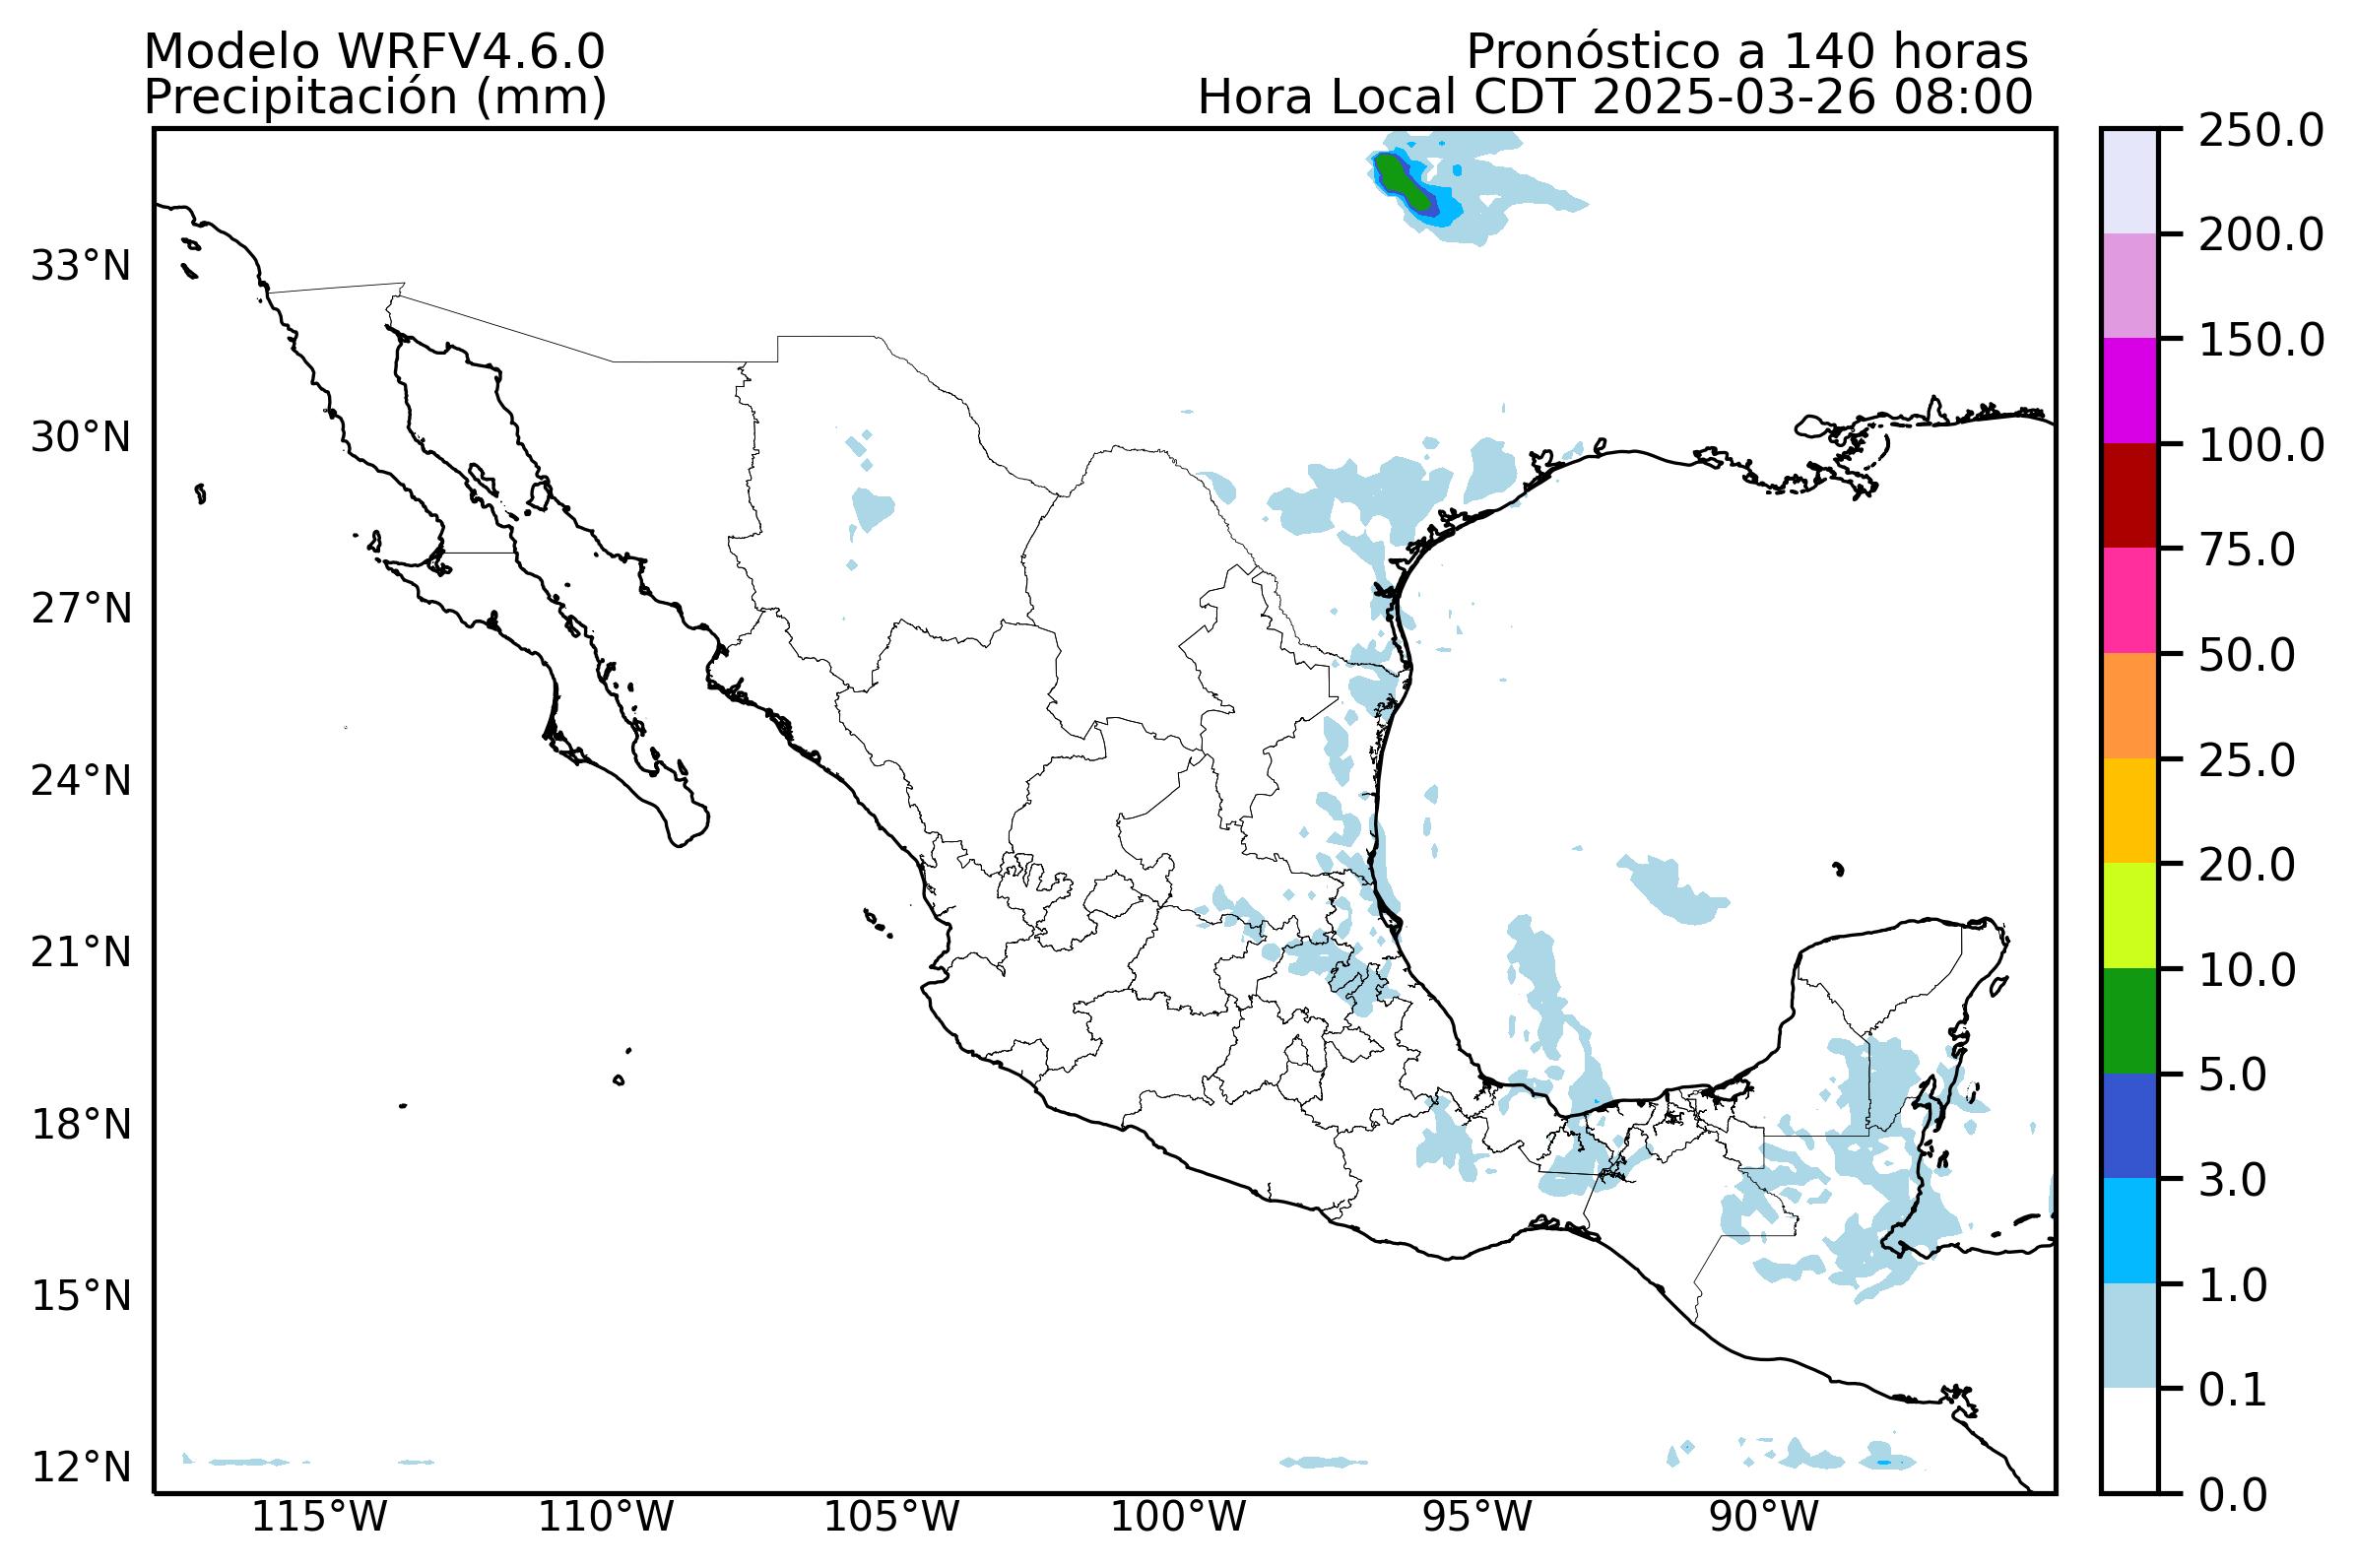 Modelo WRFV4.6.0
Precipitación (mm)
Pronóstico a 140 horas
Hora Local CDT 2025-03-26 08:00
33°N
30°N
27°N
24°N
21°N
18°N
15°N
12°N
115°W
110°W
105°W
100°W
95°W
90°W
250.0
200.0
150.0
100.0
75.0
50.0
25.0
20.0
10.0
5.0
3.0
1.0
0.1
0.0